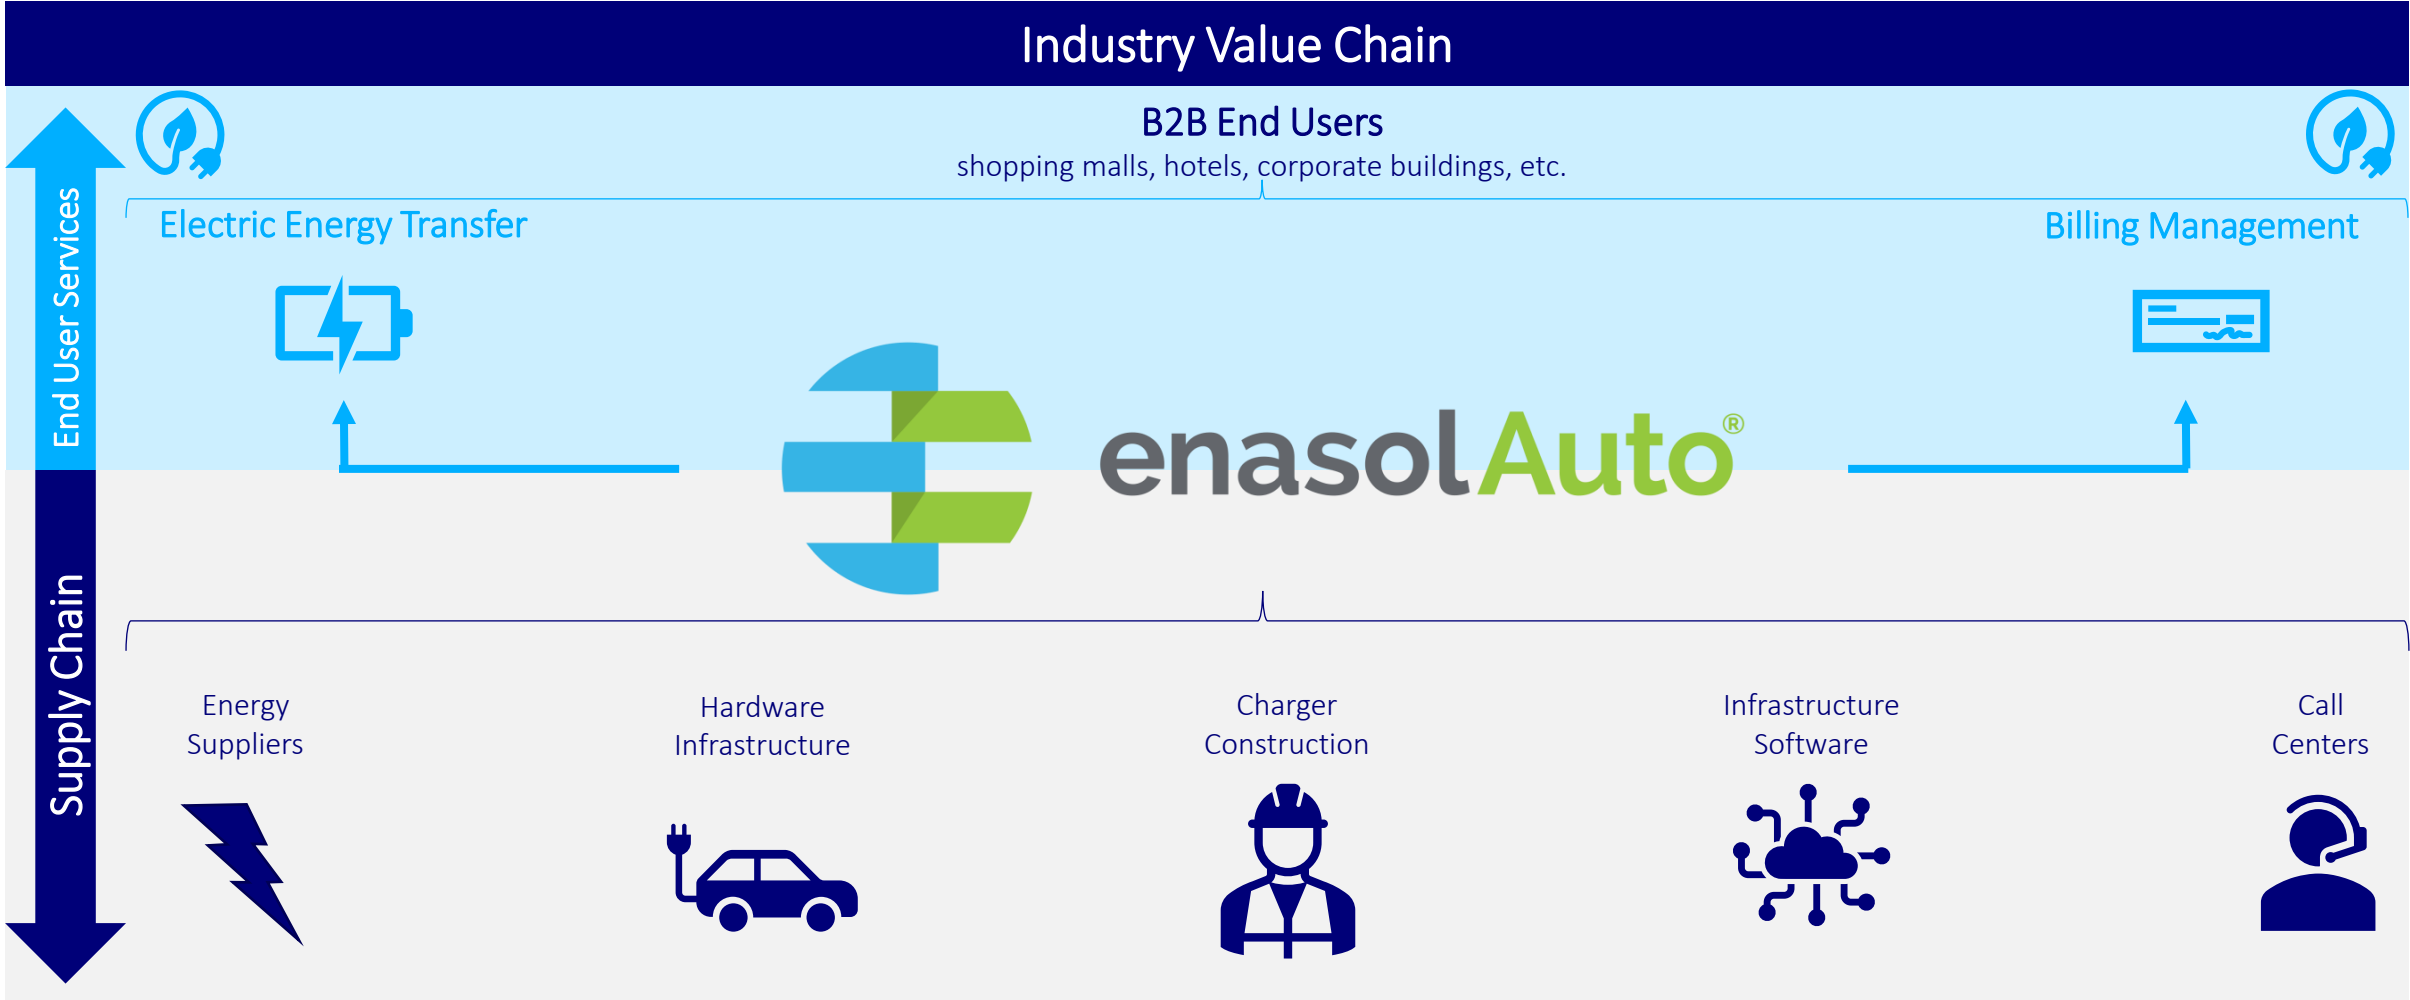 Industry Value Chain
B2B End Users
shopping malls, hotels, corporate buildings, etc.
Electric Energy Transfer
Billing Management
End User Services
enasolAuto®
Supply Chain
Energy
Suppliers
Hardware
Infrastructure
Charger
Construction
Infrastructure
Software
Call
Centers